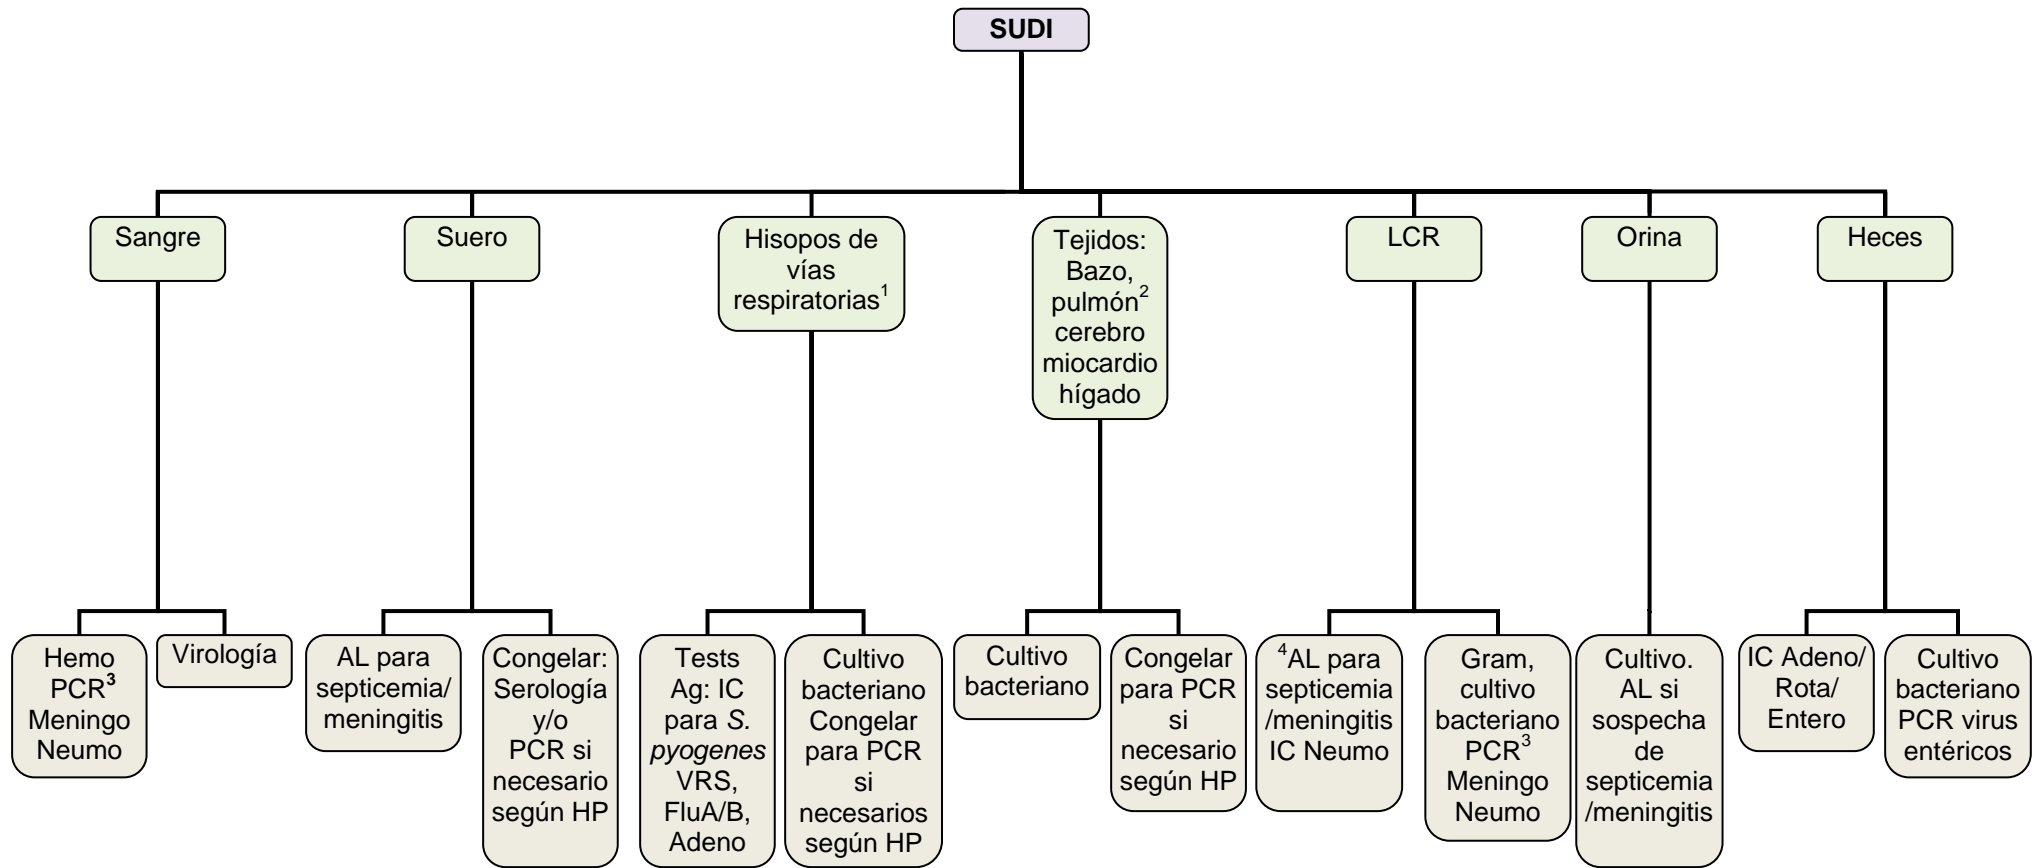 SUDI
Sangre
Suero
Hisopos de
vías
respiratorias¹
Tejidos:
Bazo,
pulmón²
cerebro
miocardio
hígado
LCR
Orina
Heces
Hemo
PCR³
Meningo
Neumo
Virología
AL para
septicemia/
meningitis
Congelar:
Serología
y/o
PCR si
necesario
según HP
Tests
Ag: IC
para S.
pyogenes
VRS,
FluA/B,
Adeno
Cultivo
bacteriano
Congelar
para PCR
si
necesarios
según HP
Cultivo
bacteriano
Congelar
para PCR
si
necesario
según HP
⁴AL para
septicemia
/meningitis
IC Neumo
Gram,
cultivo
bacteriano
PCR³
Meningo
Neumo
Cultivo.
AL si
sospecha
de
septicemia
/meningitis
IC Adeno/
Rota/
Entero
Cultivo
bacteriano
PCR virus
entéricos